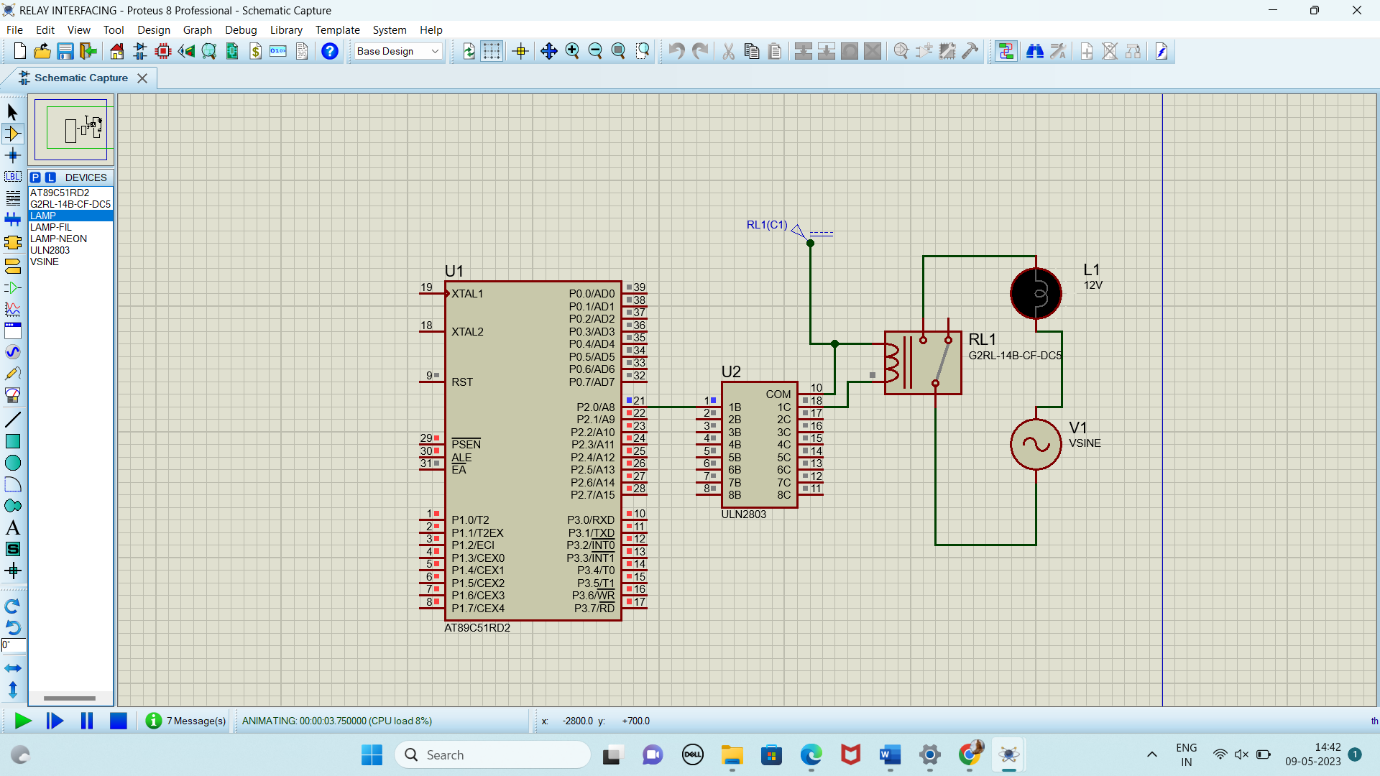 RELAY INTERFACING - Proteus 8 Professional - Schematic Capture
File Edit View Tool Design Graph Debug Library Template System Help
Base Design
Schematic Capture
P L DEVICES
AT89C51RD2
G2RL-14B-CF-DC5
LAMP
LAMP-FIL
LAMP-NEON
ULN2803
VSINE
LBL
A
S
0°
RL1(C1)
U1
19 XTAL1
18 XTAL2
9 RST
29 PSEN
30 ALE
31 EA
1 P1.0/T2
2 P1.1/T2EX
3 P1.2/ECI
4 P1.3/CEX0
5 P1.4/CEX1
6 P1.5/CEX2
7 P1.6/CEX3
8 P1.7/CEX4
P0.0/AD0 39
P0.1/AD1 38
P0.2/AD2 37
P0.3/AD3 36
P0.4/AD4 35
P0.5/AD5 34
P0.6/AD6 33
P0.7/AD7 32
P2.0/A8 21
P2.1/A9 22
P2.2/A10 23
P2.3/A11 24
P2.4/A12 25
P2.5/A13 26
P2.6/A14 27
P2.7/A15 28
P3.0/RXD 10
P3.1/TXD 11
P3.2/INT0 12
P3.3/INT1 13
P3.4/T0 14
P3.5/T1 15
P3.6/WR 16
P3.7/RD 17
AT89C51RD2
U2
COM 10
1 1B 1C 18
2 2B 2C 17
3 3B 3C 16
4 4B 4C 15
5 5B 5C 14
6 6B 6C 13
7 7B 7C 12
8 8B 8C 11
ULN2803
RL1
G2RL-14B-CF-DC5
L1
12V
V1
VSINE
7 Message(s)
ANIMATING: 00:00:03.750000 (CPU load 8%)
x: -2800.0 y: +700.0
th
Search
DELL
ENG
IN
14:42
09-05-2023
1